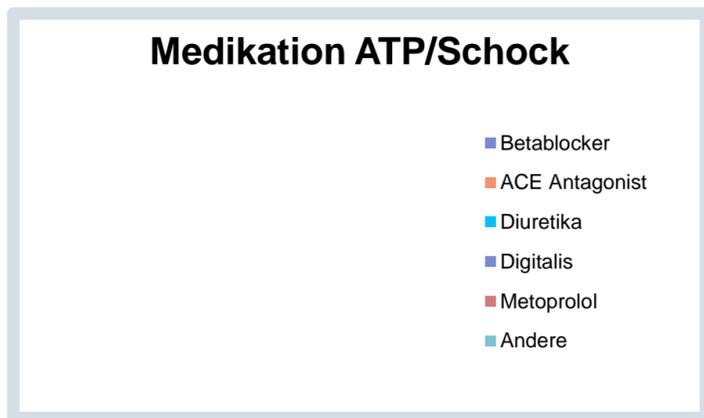 Medikation ATP/Schock
Betablocker
ACE Antagonist
Diuretika
Digitalis
Metoprolol
Andere